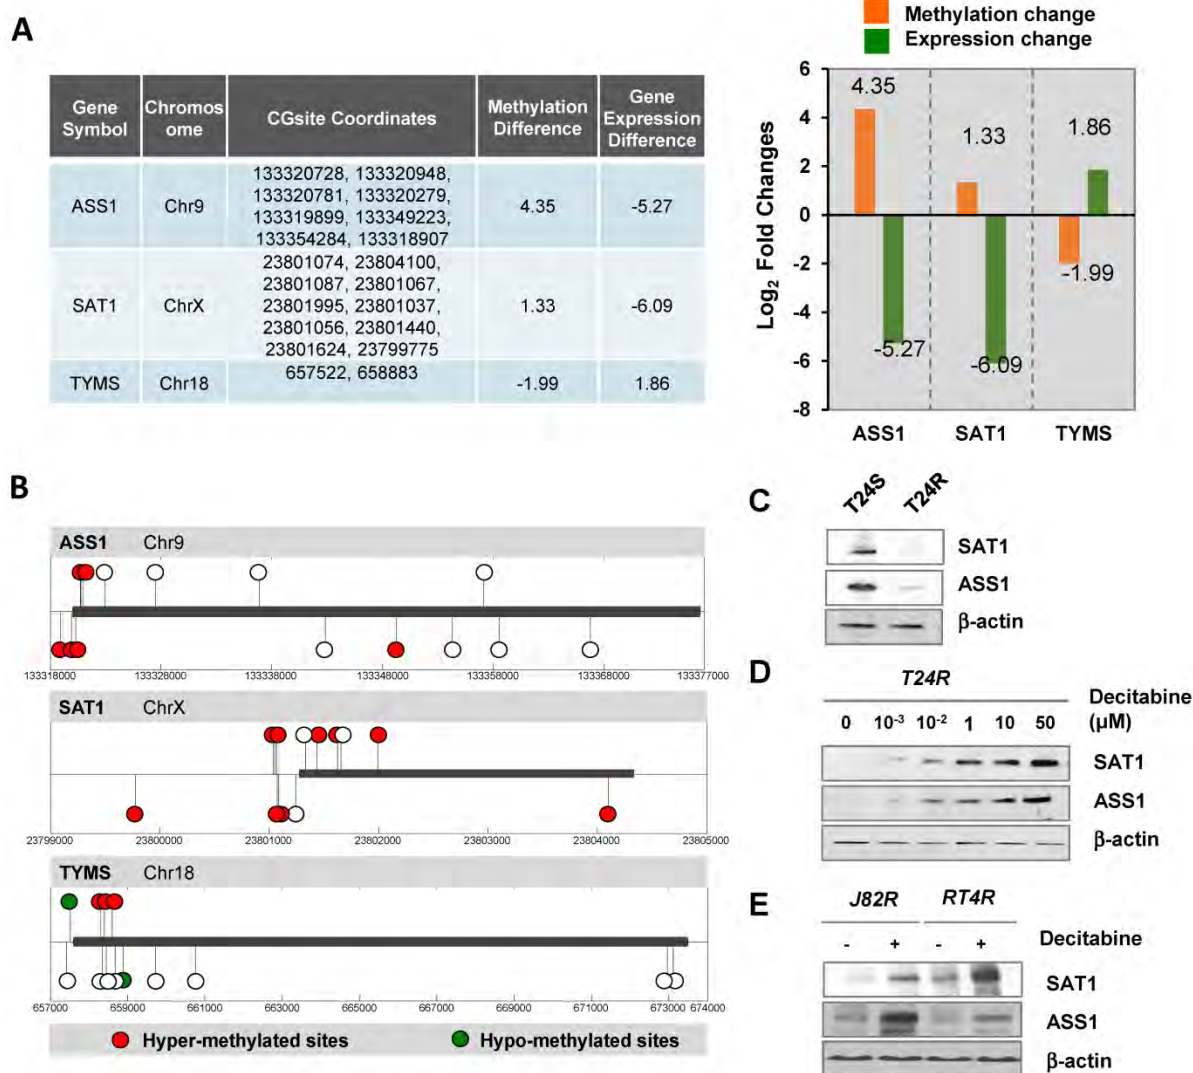 A
Gene Symbol
Chromos ome
CGsite Coordinates
Methylation Difference
Gene Expression Difference
ASS1
Chr9
133320728, 133320948,
133320781, 133320279,
133319899, 133349223,
133354284, 133318907
4.35
-5.27
SAT1
ChrX
23801074, 23804100,
23801087, 23801067,
23801995, 23801037,
23801056, 23801440,
23801624, 23799775
1.33
-6.09
TYMS
Chr18
657522, 658883
-1.99
1.86
Methylation change
Expression change
Log2 Fold Changes
6
4
2
0
-2
-4
-6
-8
4.35
1.33
1.86
-1.99
-5.27
-6.09
ASS1 SAT1 TYMS
B
ASS1 Chr9
133318000 133328000 133338000 133348000 133358000 133368000 133377000
SAT1 ChrX
23799000 23800000 23801000 23802000 23803000 23804000 23805000
TYMS Chr18
657000 659000 661000 663000 665000 667000 669000 671000 673000 674000
Hyper-methylated sites Hypo-methylated sites
C
T24S T24R
SAT1
ASS1
β-actin
D
T24R
Decitabine
0 10-3 10-2 1 10 50 (μM)
SAT1
ASS1
β-actin
E
J82R RT4R
- + - + Decitabine
SAT1
ASS1
β-actin